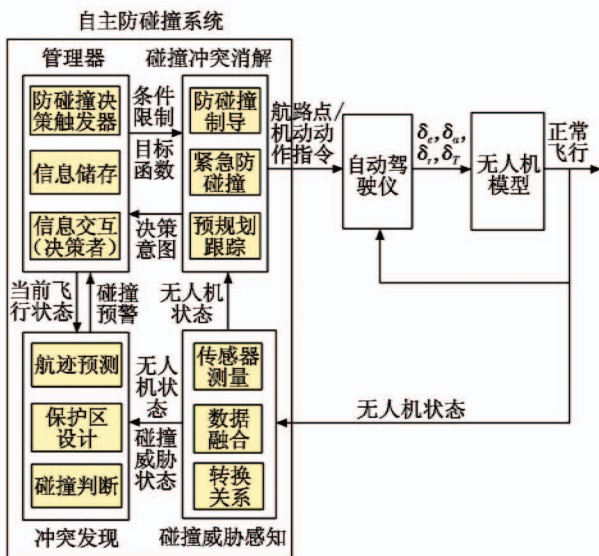 自主防碰撞系统
管理器
防碰撞决
策触发器
信息储存
信息交互
(决策者)
条件
限制
目标
函数
决策
意图
碰撞冲突消解
防碰撞
制导
紧急防
碰撞
预规划
跟踪
航路点/
机动动
作指令
自动驾
驶仪
δe,δa,
δr,δT
无人机
模型
正常
飞行
当前飞
行状态
碰撞
预警
无人机
状态
航迹预测
保护区
设计
碰撞判断
冲突发现
无人
机状
态
碰撞
威胁
状态
传感器
测量
数据
融合
转换
关系
碰撞威胁感知
无人机状态